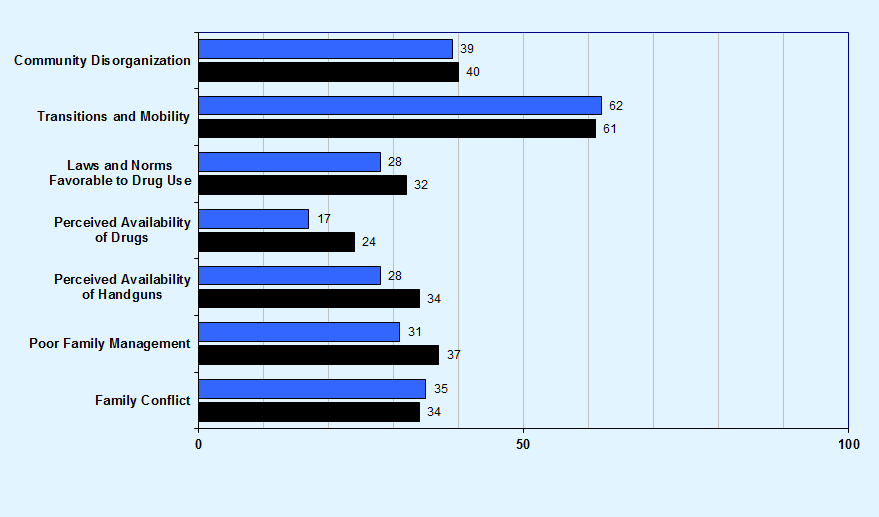 Community Disorganization
39
40
Transitions and Mobility
62
61
Laws and Norms
Favorable to Drug Use
28
32
Perceived Availability
of Drugs
17
24
Perceived Availability
of Handguns
28
34
Poor Family Management
31
37
Family Conflict
35
34
0 50 100